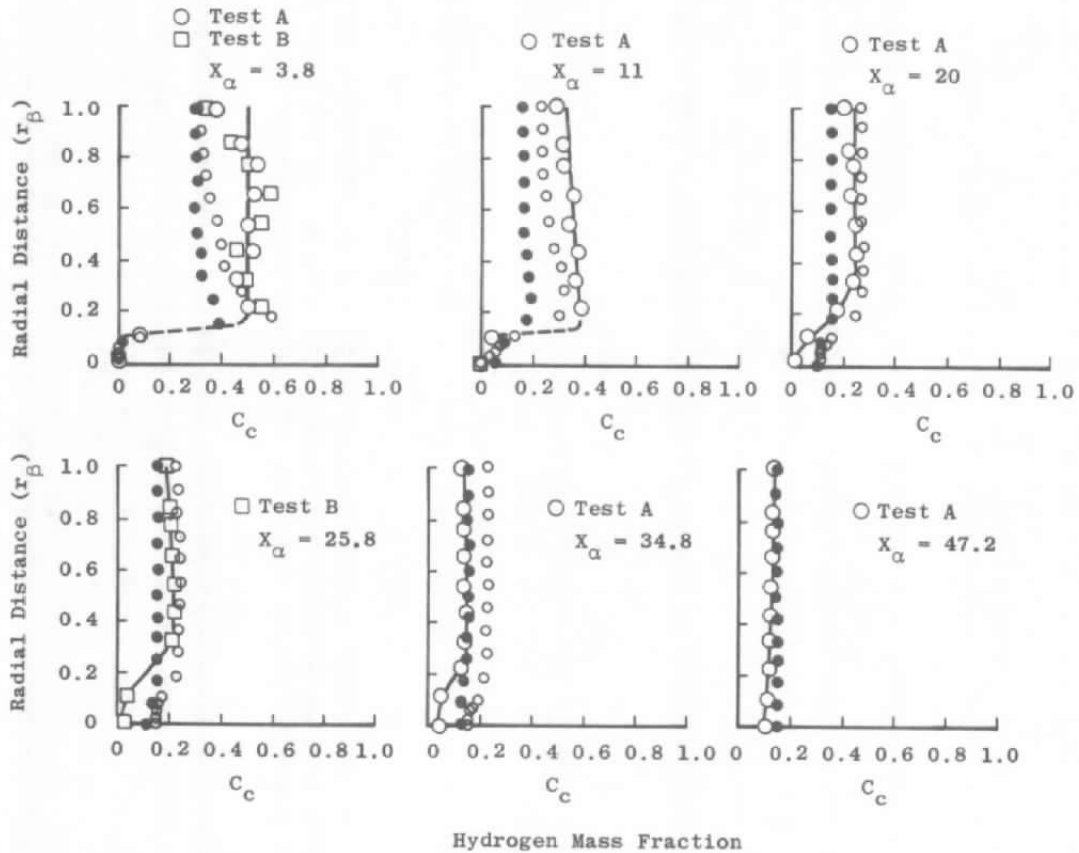 Test A
Test B
X_α = 3.8
Test A
X_α = 11
Test A
X_α = 20
Radial Distance (r_β)
1.0
0.8
0.6
0.4
0.2
0
0 0.2 0.4 0.6 0.8 1.0
0 0.2 0.4 0.6 0.8 1.0
0 0.2 0.4 0.6 0.8 1.0
C_c
C_c
C_c
Radial Distance (r_β)
1.0
0.8
0.6
0.4
0.2
0
Test B
X_α = 25.8
Test A
X_α = 34.8
Test A
X_α = 47.2
0 0.2 0.4 0.6 0.8 1.0
0 0.2 0.4 0.6 0.8 1.0
0 0.2 0.4 0.6 0.8 1.0
C_c
C_c
C_c
Hydrogen Mass Fraction